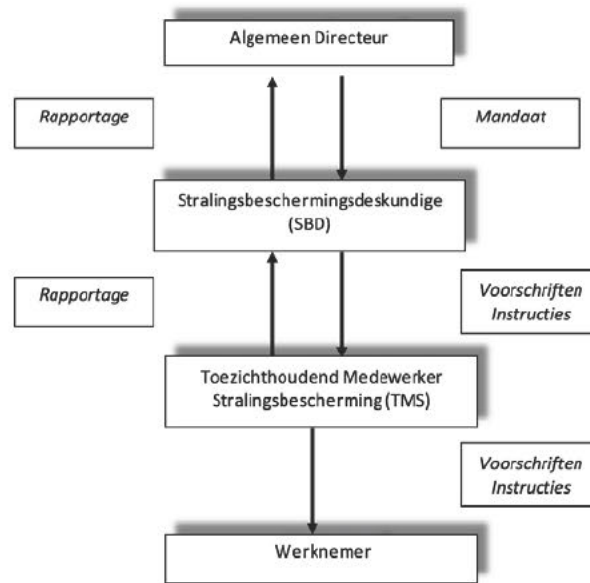 Algemeen Directeur
Rapportage
Mandaat
Stralingsbeschermingsdeskundige
(SBD)
Rapportage
Voorschriften
Instructies
Toezichthoudend Medewerker
Stralingsbescherming (TMS)
Voorschriften
Instructies
Werknemer